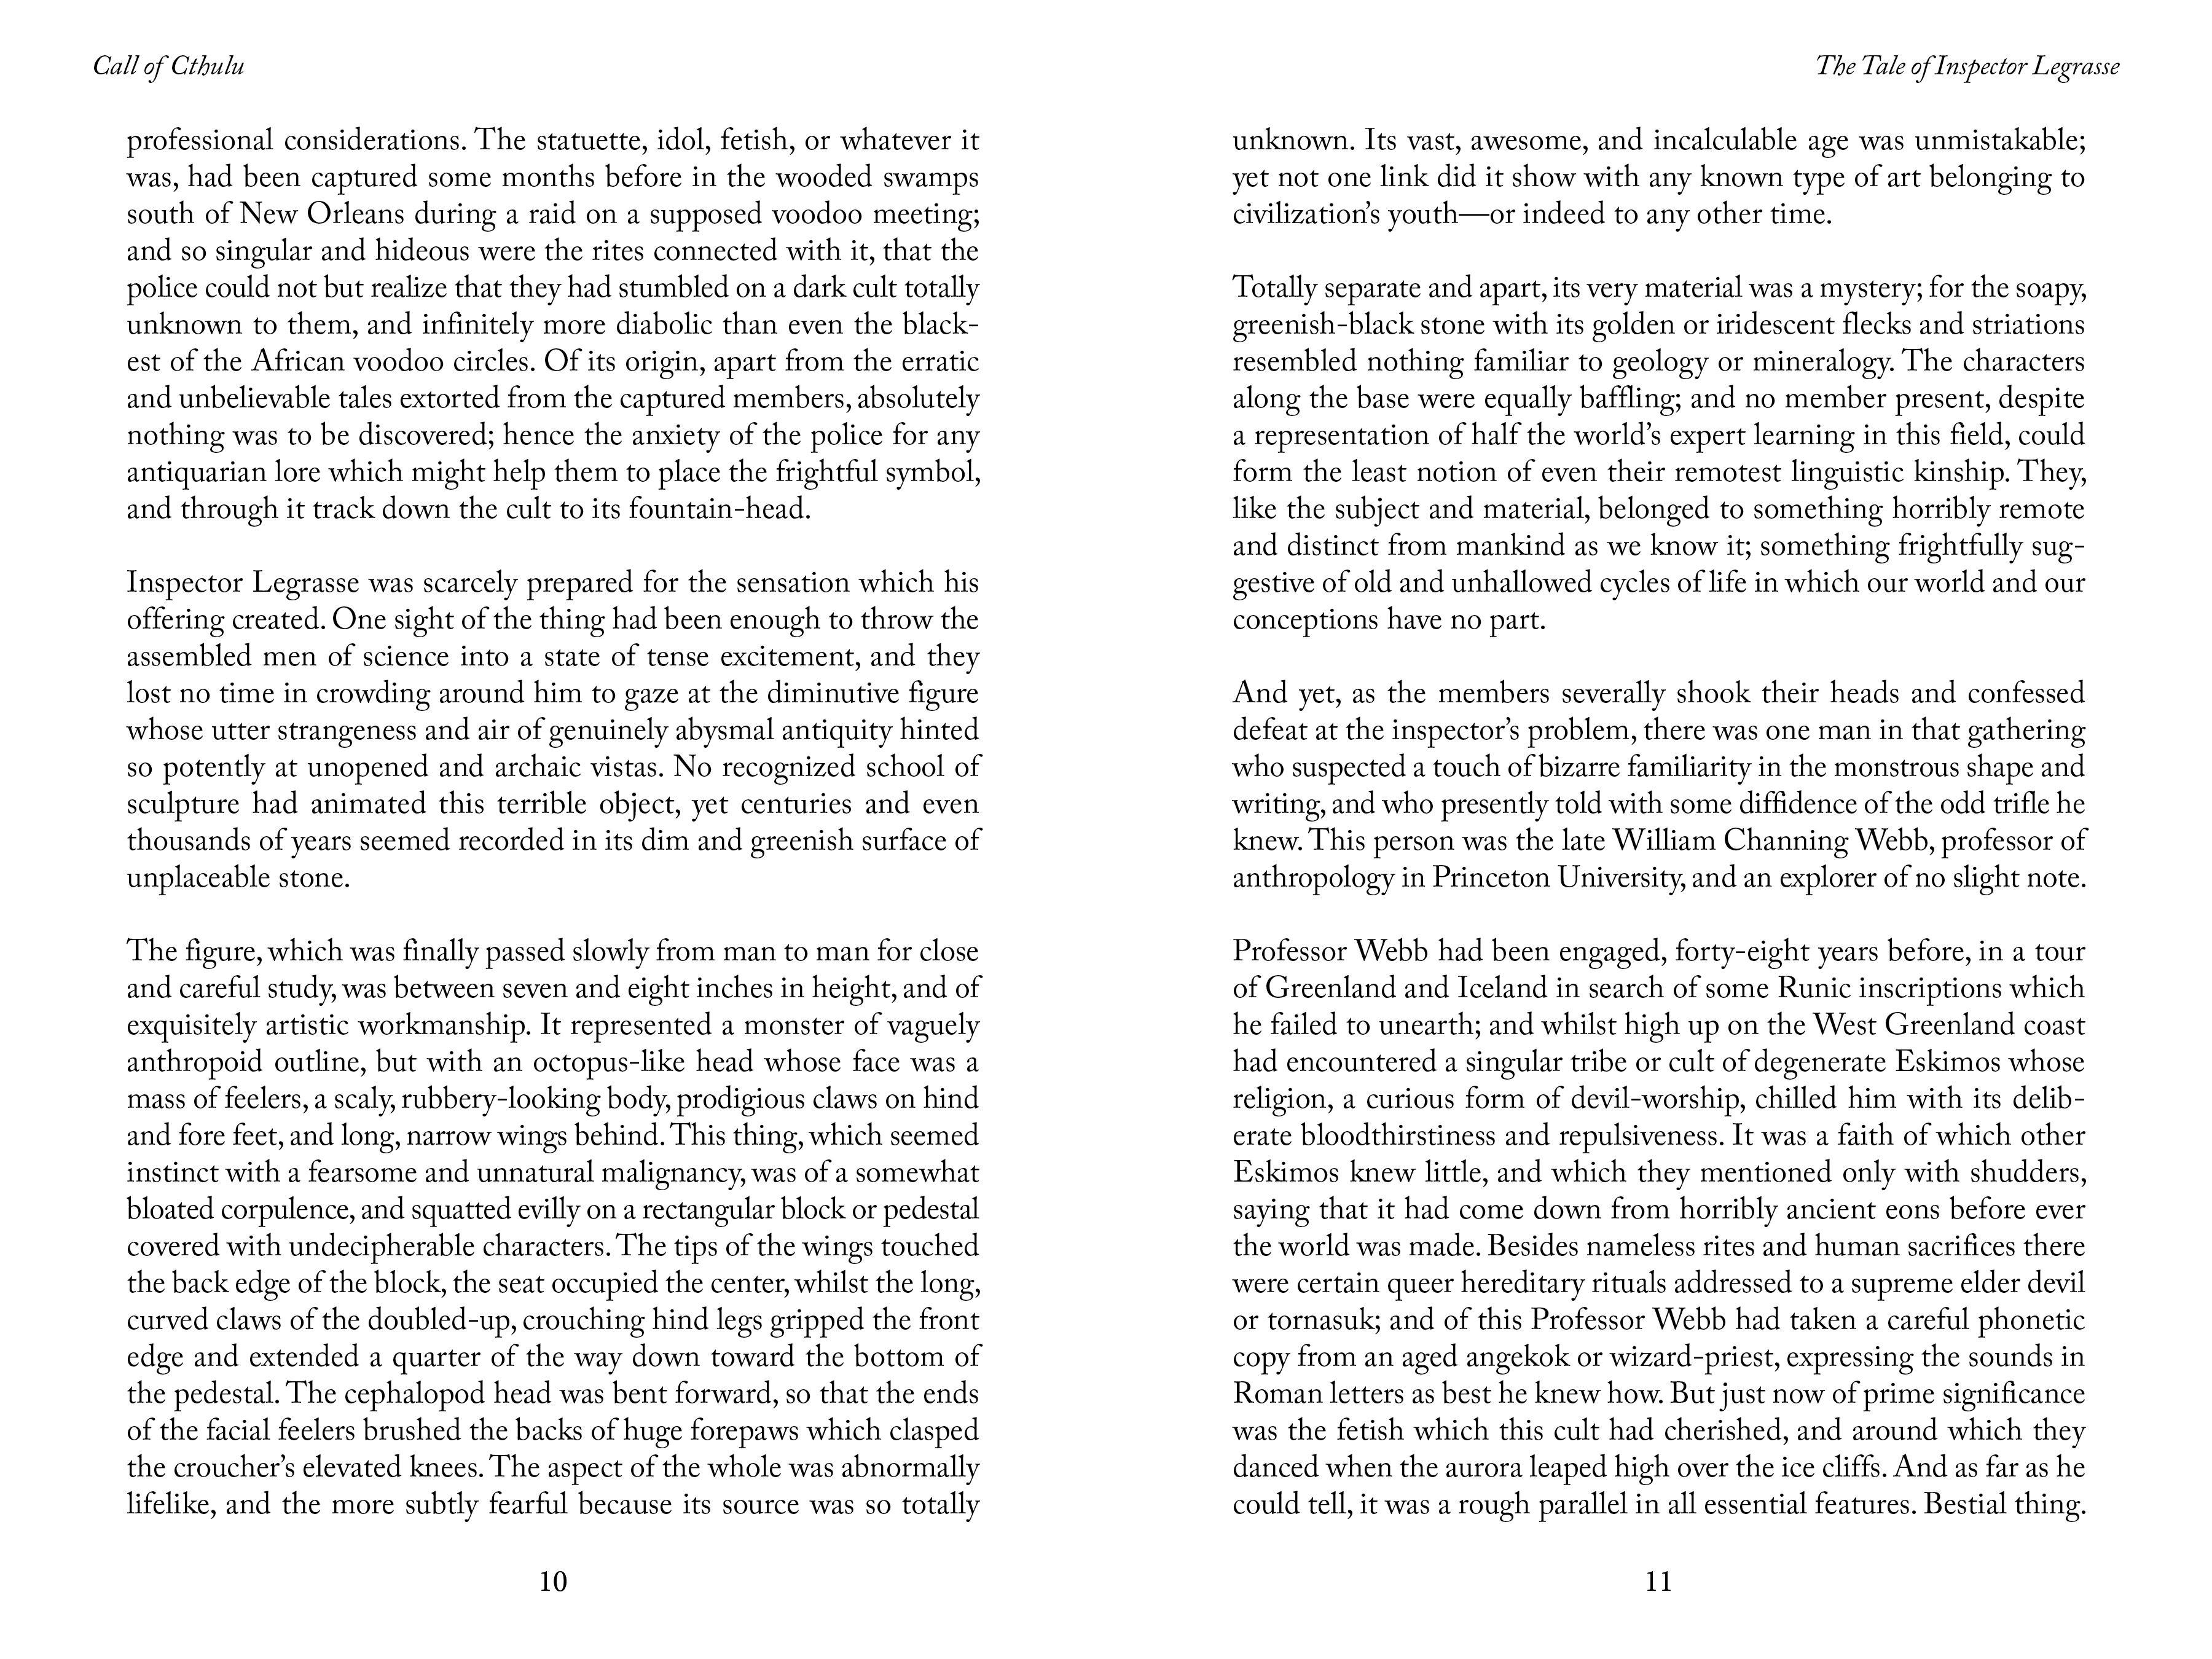 Call of Cthulu
professional considerations. The statuette, idol, fetish, or whatever it
was, had been captured some months before in the wooded swamps
south of New Orleans during a raid on a supposed voodoo meeting;
and so singular and hideous were the rites connected with it, that the
police could not but realize that they had stumbled on a dark cult totally
unknown to them, and infinitely more diabolic than even the black-
est of the African voodoo circles. Of its origin, apart from the erratic
and unbelievable tales extorted from the captured members, absolutely
nothing was to be discovered; hence the anxiety of the police for any
antiquarian lore which might help them to place the frightful symbol,
and through it track down the cult to its fountain-head.
Inspector Legrasse was scarcely prepared for the sensation which his
offering created. One sight of the thing had been enough to throw the
assembled men of science into a state of tense excitement, and they
lost no time in crowding around him to gaze at the diminutive figure
whose utter strangeness and air of genuinely abysmal antiquity hinted
so potently at unopened and archaic vistas. No recognized school of
sculpture had animated this terrible object, yet centuries and even
thousands of years seemed recorded in its dim and greenish surface of
unplaceable stone.
The figure, which was finally passed slowly from man to man for close
and careful study, was between seven and eight inches in height, and of
exquisitely artistic workmanship. It represented a monster of vaguely
anthropoid outline, but with an octopus-like head whose face was a
mass of feelers, a scaly, rubbery-looking body, prodigious claws on hind
and fore feet, and long, narrow wings behind. This thing, which seemed
instinct with a fearsome and unnatural malignancy, was of a somewhat
bloated corpulence, and squatted evilly on a rectangular block or pedestal
covered with undecipherable characters. The tips of the wings touched
the back edge of the block, the seat occupied the center, whilst the long,
curved claws of the doubled-up, crouching hind legs gripped the front
edge and extended a quarter of the way down toward the bottom of
the pedestal. The cephalopod head was bent forward, so that the ends
of the facial feelers brushed the backs of huge forepaws which clasped
the croucher’s elevated knees. The aspect of the whole was abnormally
lifelike, and the more subtly fearful because its source was so totally
10
The Tale of Inspector Legrasse
unknown. Its vast, awesome, and incalculable age was unmistakable;
yet not one link did it show with any known type of art belonging to
civilization’s youth—or indeed to any other time.
Totally separate and apart, its very material was a mystery; for the soapy,
greenish-black stone with its golden or iridescent flecks and striations
resembled nothing familiar to geology or mineralogy. The characters
along the base were equally baffling; and no member present, despite
a representation of half the world’s expert learning in this field, could
form the least notion of even their remotest linguistic kinship. They,
like the subject and material, belonged to something horribly remote
and distinct from mankind as we know it; something frightfully sug-
gestive of old and unhallowed cycles of life in which our world and our
conceptions have no part.
And yet, as the members severally shook their heads and confessed
defeat at the inspector’s problem, there was one man in that gathering
who suspected a touch of bizarre familiarity in the monstrous shape and
writing, and who presently told with some diffidence of the odd trifle he
knew. This person was the late William Channing Webb, professor of
anthropology in Princeton University, and an explorer of no slight note.
Professor Webb had been engaged, forty-eight years before, in a tour
of Greenland and Iceland in search of some Runic inscriptions which
he failed to unearth; and whilst high up on the West Greenland coast
had encountered a singular tribe or cult of degenerate Eskimos whose
religion, a curious form of devil-worship, chilled him with its delib-
erate bloodthirstiness and repulsiveness. It was a faith of which other
Eskimos knew little, and which they mentioned only with shudders,
saying that it had come down from horribly ancient eons before ever
the world was made. Besides nameless rites and human sacrifices there
were certain queer hereditary rituals addressed to a supreme elder devil
or tornasuk; and of this Professor Webb had taken a careful phonetic
copy from an aged angekok or wizard-priest, expressing the sounds in
Roman letters as best he knew how. But just now of prime significance
was the fetish which this cult had cherished, and around which they
danced when the aurora leaped high over the ice cliffs. And as far as he
could tell, it was a rough parallel in all essential features. Bestial thing.
11